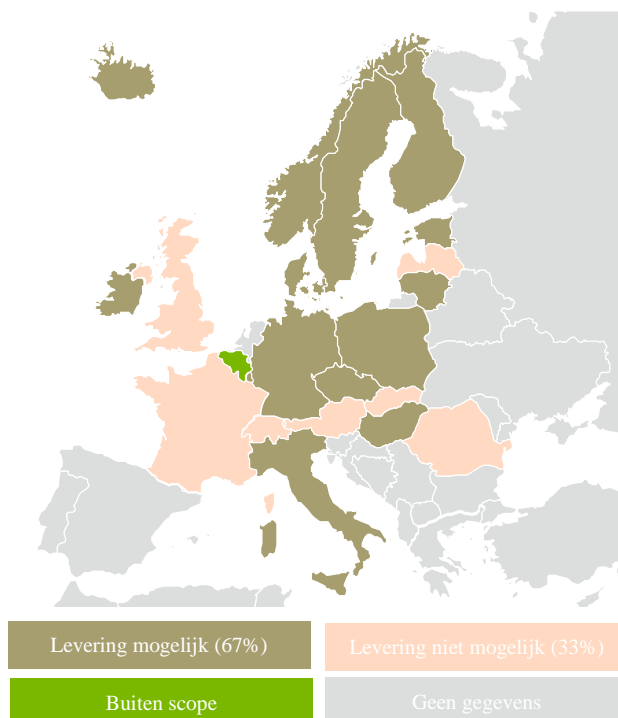 Levering mogelijk (67%)
Levering niet mogelijk (33%)
Buiten scope
Geen gegevens